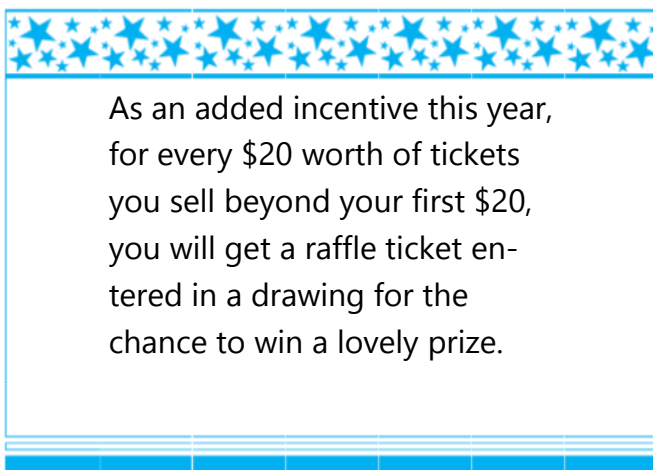 As an added incentive this year,
for every $20 worth of tickets
you sell beyond your first $20,
you will get a raffle ticket en-
tered in a drawing for the
chance to win a lovely prize.